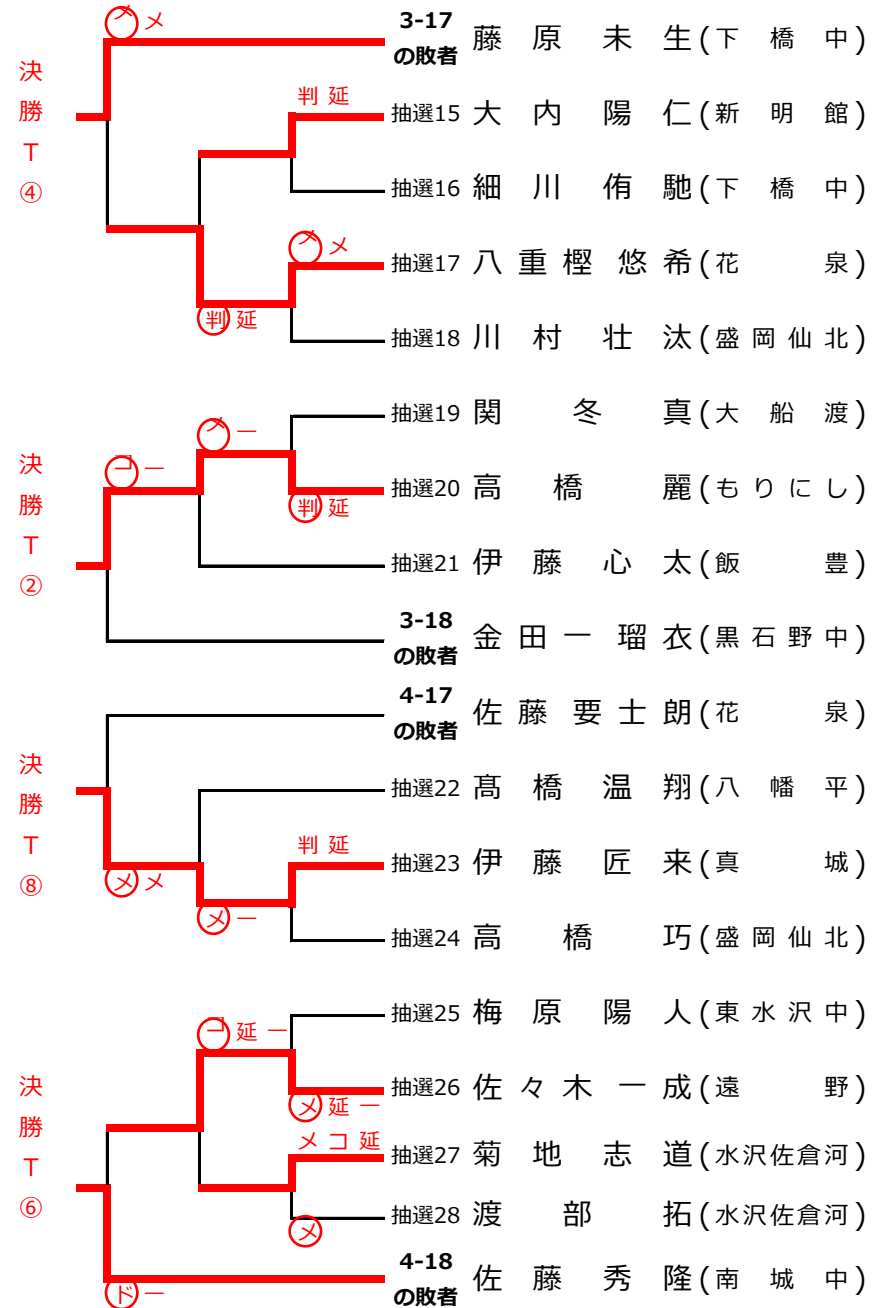 メメ
3-17
の敗者 藤原未生(下橋中)
決勝T④
判延
抽選15 大内陽仁(新明館)
抽選16 細川侑馳(下橋中)
メメ
抽選17 八重樫悠希(花泉)
判延
抽選18 川村壮汰(盛岡仙北)
抽選19 関冬真(大船渡)
メー
決勝T②
コー
抽選20 高橋麗(もりにし)
判延
抽選21 伊藤心太(飯豊)
3-18
の敗者 金田一瑠衣(黒石野中)
4-17
の敗者 佐藤要士朗(花泉)
決勝T⑧
抽選22 髙橋温翔(八幡平)
判延
抽選23 伊藤匠来(真城)
メメ
メー
抽選24 高橋巧(盛岡仙北)
抽選25 梅原陽人(東水沢中)
コ延一
決勝T⑥
抽選26 佐々木一成(遠野)
メ延一
メコ延
抽選27 菊地志道(水沢佐倉河)
抽選28 渡部拓(水沢佐倉河)
メ
4-18
の敗者 佐藤秀隆(南城中)
ドー